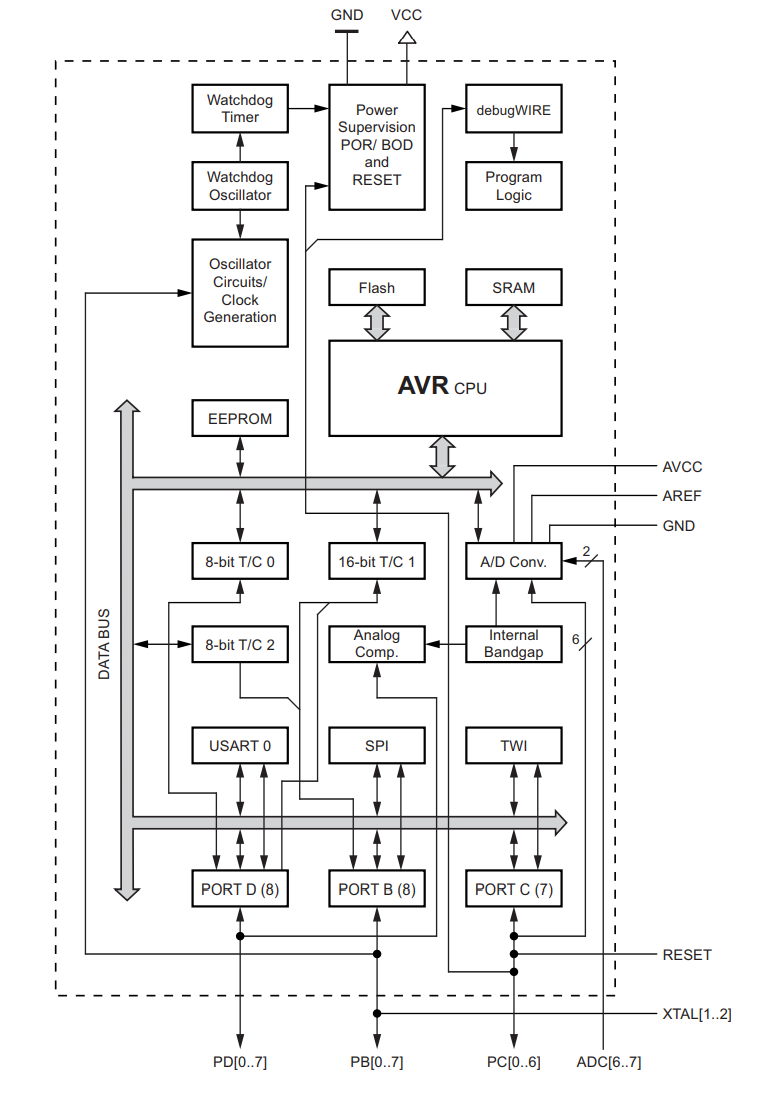 GND
VCC
Watchdog
Timer
Power
Supervision
POR/ BOD
and
RESET
debugWIRE
Watchdog
Oscillator
Program
Logic
Oscillator
Circuits/
Clock
Generation
Flash
SRAM
AVR CPU
EEPROM
AVCC
AREF
GND
8-bit T/C 0
16-bit T/C 1
A/D Conv.
2
DATA BUS
8-bit T/C 2
Analog
Comp.
Internal
Bandgap
6
USART 0
SPI
TWI
PORT D (8)
PORT B (8)
PORT C (7)
RESET
XTAL[1..2]
PD[0..7]
PB[0..7]
PC[0..6]
ADC[6..7]